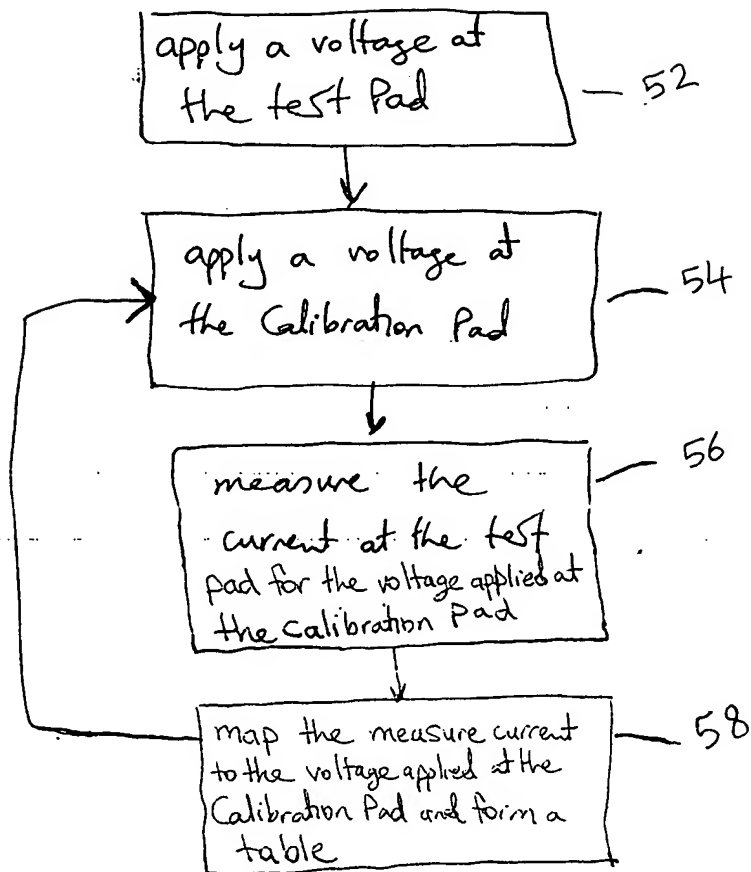 apply a voltage at
the test Pad
52
apply a voltage at
the Calibration Pad
54
measure the
current at the test
pad for the voltage applied at
the Calibration Pad
56
map the measure current
to the voltage applied at the
Calibration Pad and form a
table
58